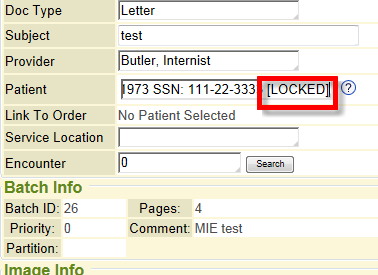 Doc Type Letter
Subject test
Provider Butler, Internist
Patient 1973 SSN: 111-22-333 [LOCKED] ?
Link To Order No Patient Selected
Service Location
Encounter 0 Search
Batch Info
Batch ID: 26 Pages: 4
Priority: 0 Comment: MIE test
Partition:
Image Info